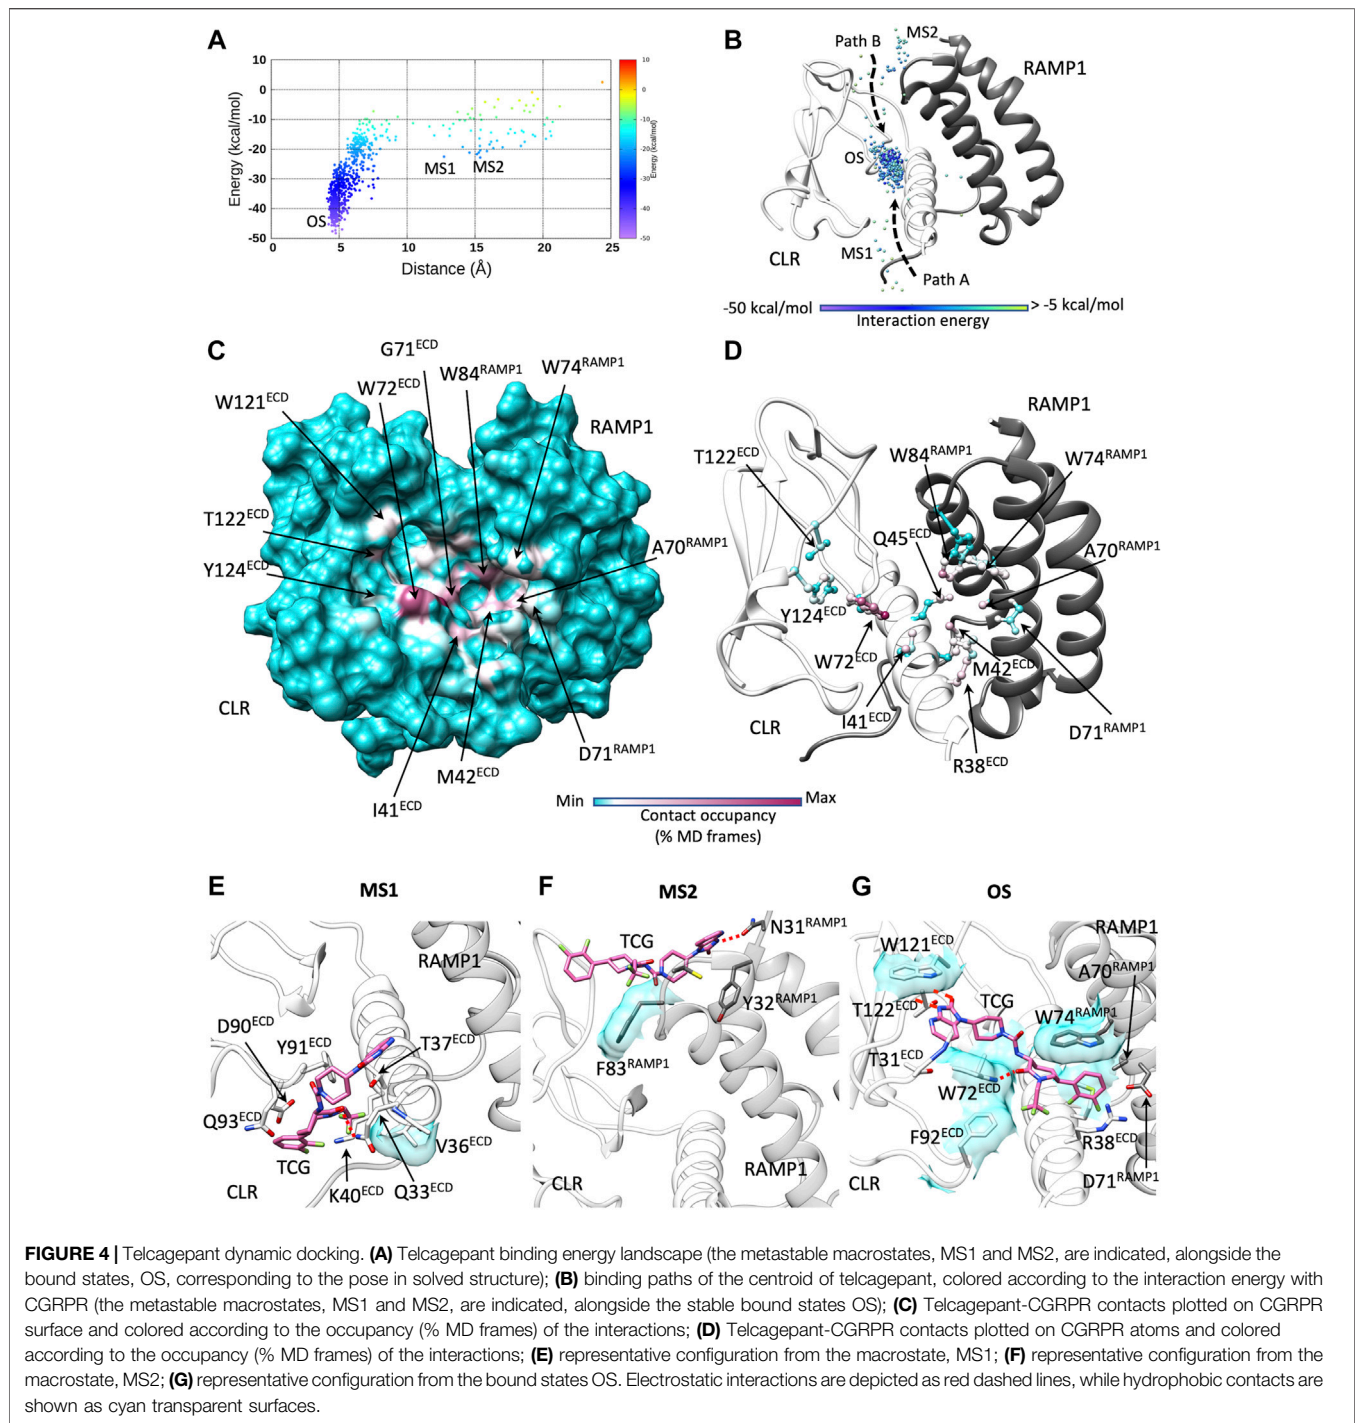 A
10
0
-10
-20
-30
-40
-50
Energy (kcal/mol)
0
5
10
15
20
25
Distance (Å)
OS
MS1
MS2
10
0
-10
-20
-30
-40
-50
Energy (kcal/mol)
B
Path B
MS2
RAMP1
OS
MS1
CLR
Path A
-50 kcal/mol
> -5 kcal/mol
Interaction energy
C
G71ECD
W72ECD
W84RAMP1
W74RAMP1
W121ECD
RAMP1
T122ECD
Y124ECD
A70RAMP1
CLR
D71RAMP1
M42ECD
I41ECD
D
RAMP1
T122ECD
W84RAMP1
W74RAMP1
Q45ECD
A70RAMP1
Y124ECD
W72ECD
M42ECD
I41ECD
CLR
D71RAMP1
R38ECD
Min
Max
Contact occupancy
(% MD frames)
E
MS1
RAMP1
D90ECD
Y91ECD
T37ECD
Q93ECD
V36ECD
TCG
K40ECD
Q33ECD
CLR
F
MS2
TCG
N31RAMP1
Y32RAMP1
F83RAMP1
CLR
RAMP1
G
OS
RAMP1
W121ECD
A70RAMP1
T122ECD
TCG
W74RAMP1
T31ECD
W72ECD
F92ECD
R38ECD
CLR
D71RAMP1
FIGURE 4 | Telcagepant dynamic docking. (A) Telcagepant binding energy landscape (the metastable macrostates, MS1 and MS2, are indicated, alongside the
bound states, OS, corresponding to the pose in solved structure); (B) binding paths of the centroid of telcagepant, colored according to the interaction energy with
CGRPR (the metastable macrostates, MS1 and MS2, are indicated, alongside the stable bound states OS); (C) Telcagepant-CGRPR contacts plotted on CGRPR
surface and colored according to the occupancy (% MD frames) of the interactions; (D) Telcagepant-CGRPR contacts plotted on CGRPR atoms and colored
according to the occupancy (% MD frames) of the interactions; (E) representative configuration from the macrostate, MS1; (F) representative configuration from the
macrostate, MS2; (G) representative configuration from the bound states OS. Electrostatic interactions are depicted as red dashed lines, while hydrophobic contacts are
shown as cyan transparent surfaces.